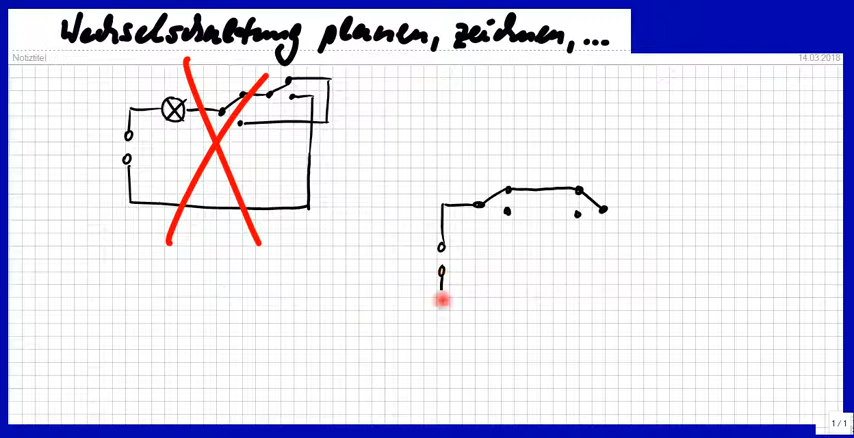 Wechselschaltung planen, zeichnen, ...
Notiztitel
14.03.2018
1 / 1